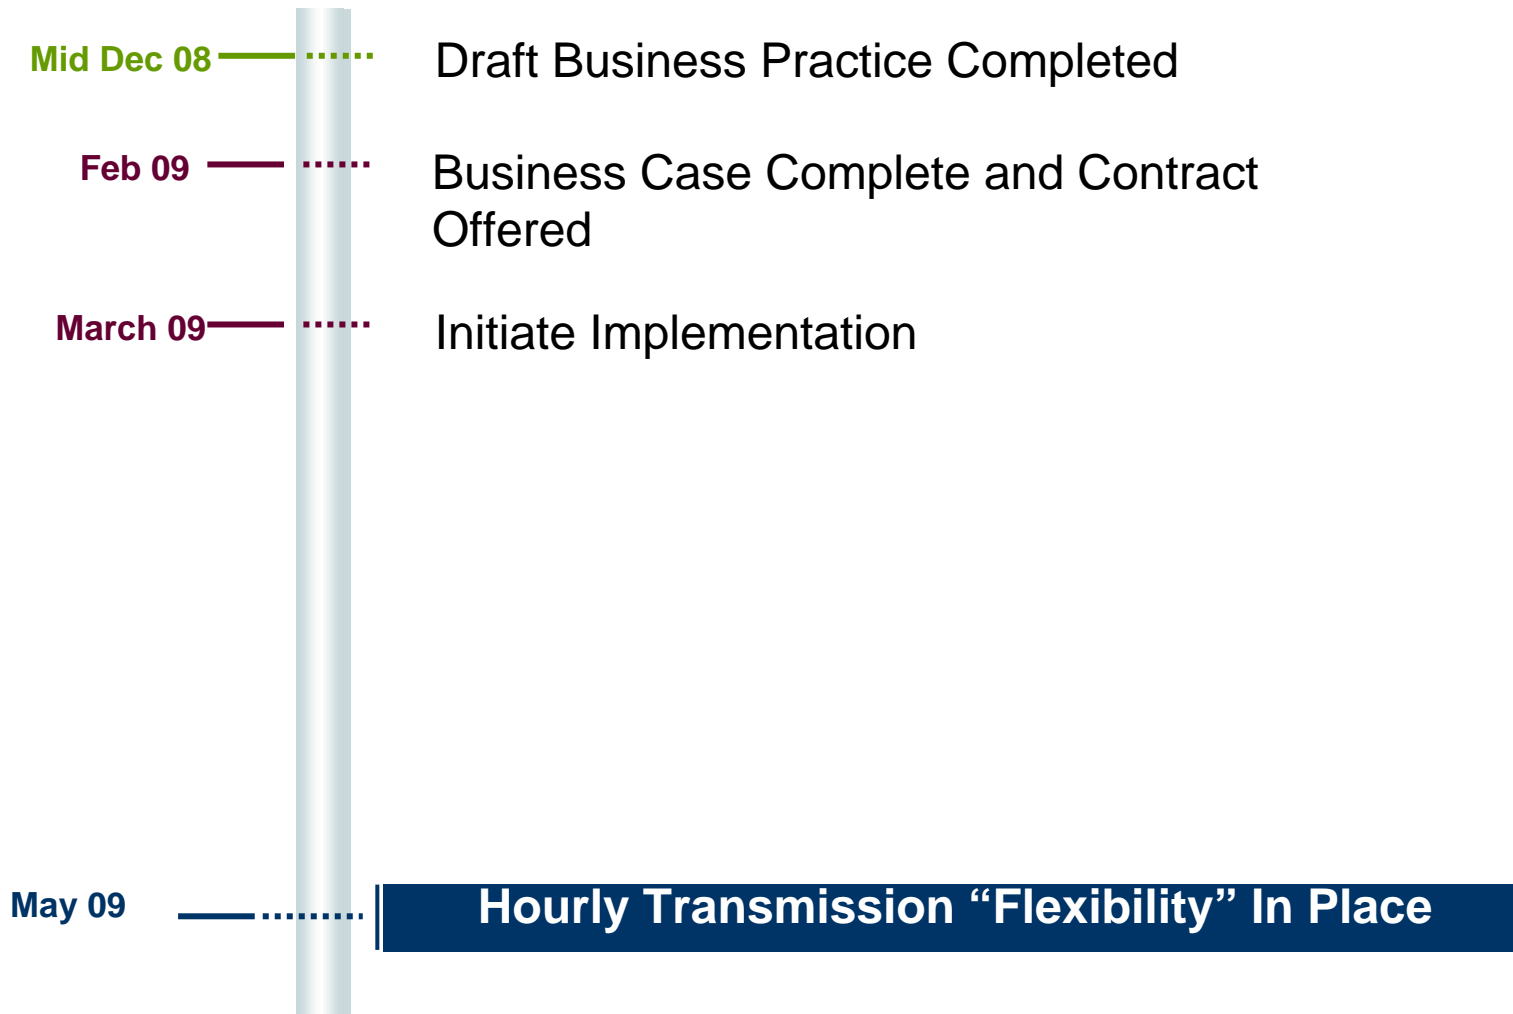 Mid Dec 08
Draft Business Practice Completed
Feb 09
Business Case Complete and Contract
Offered
March 09
Initiate Implementation
May 09
Hourly Transmission “Flexibility” In Place